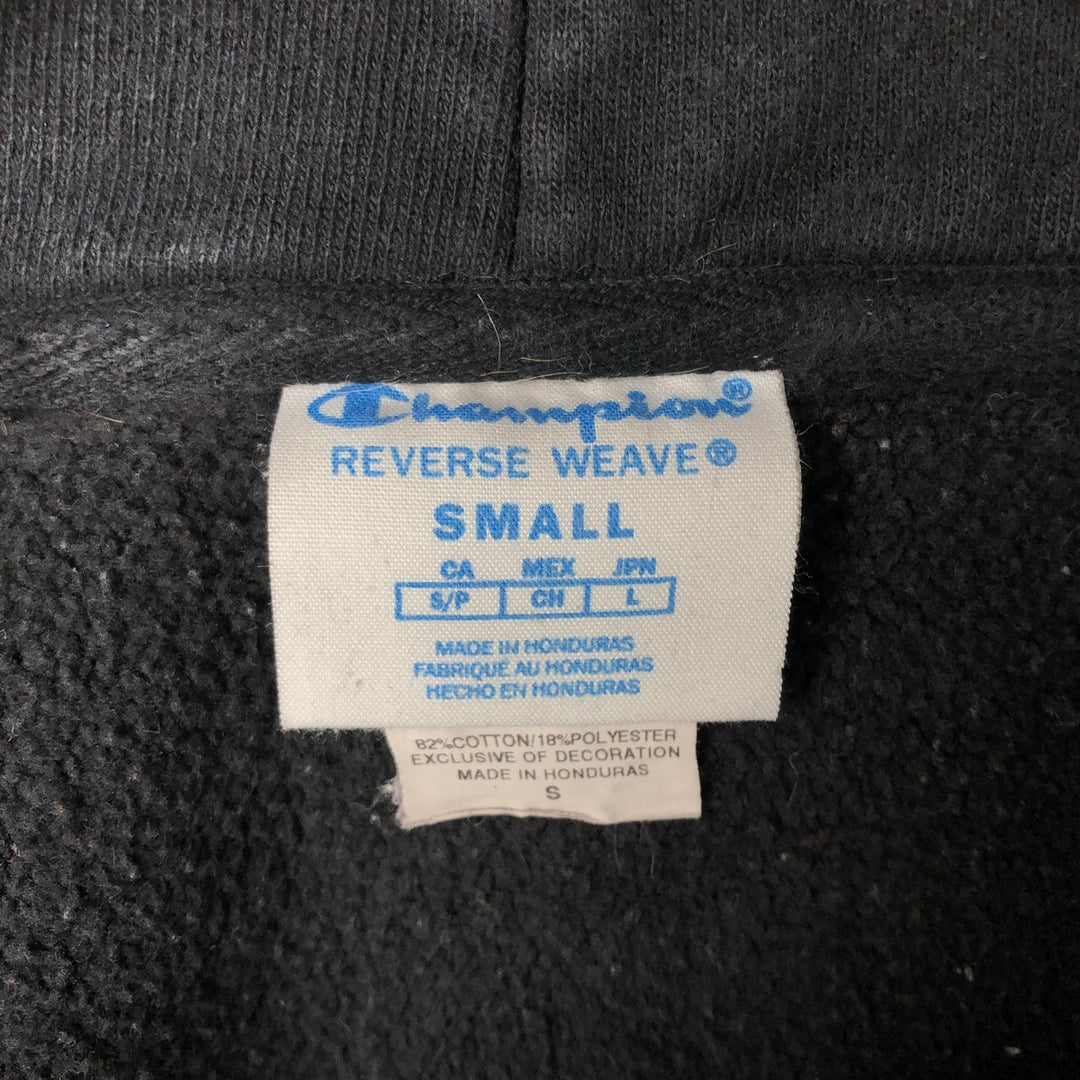 Champion®
REVERSE WEAVE®
SMALL
CA MEX JPN
S/P CH L
MADE IN HONDURAS
FABRIQUÉ AU HONDURAS
HECHO EN HONDURAS
82%COTTON/18%POLYESTER
EXCLUSIVE OF DECORATION
MADE IN HONDURAS
S